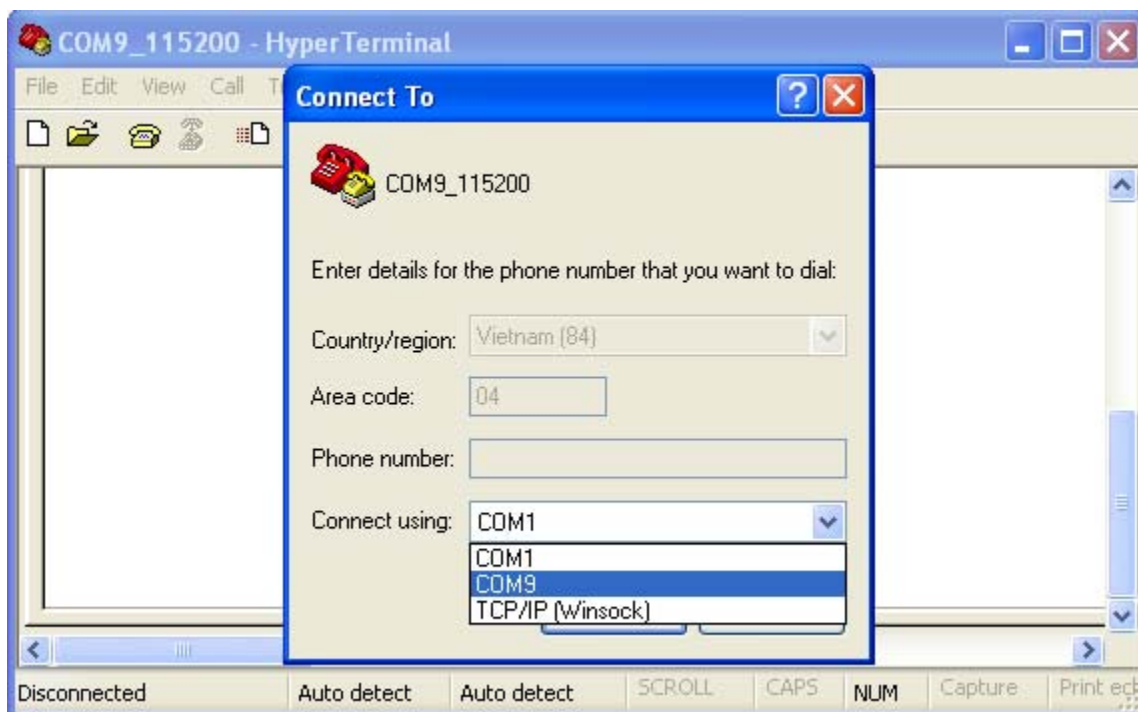 COM9_115200 - HyperTerminal
File Edit View Call
Connect To
COM9_115200
Enter details for the phone number that you want to dial:
Country/region: Vietnam (84)
Area code: 04
Phone number:
Connect using: COM1
COM1
COM9
TCP/IP (Winsock)
Disconnected Auto detect Auto detect SCROLL CAPS NUM Capture Print